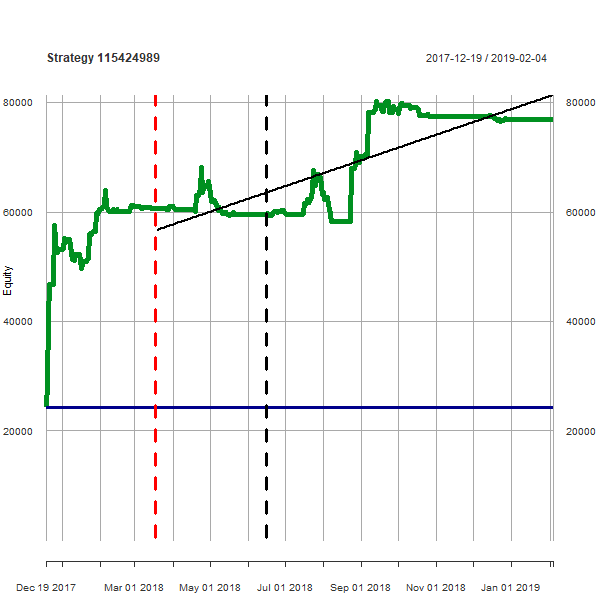 Strategy 115424989
2017-12-19 / 2019-02-04
80000
80000
60000
60000
Equity
40000
40000
20000
20000
Dec 19 2017
Mar 01 2018
May 01 2018
Jul 01 2018
Sep 01 2018
Nov 01 2018
Jan 01 2019